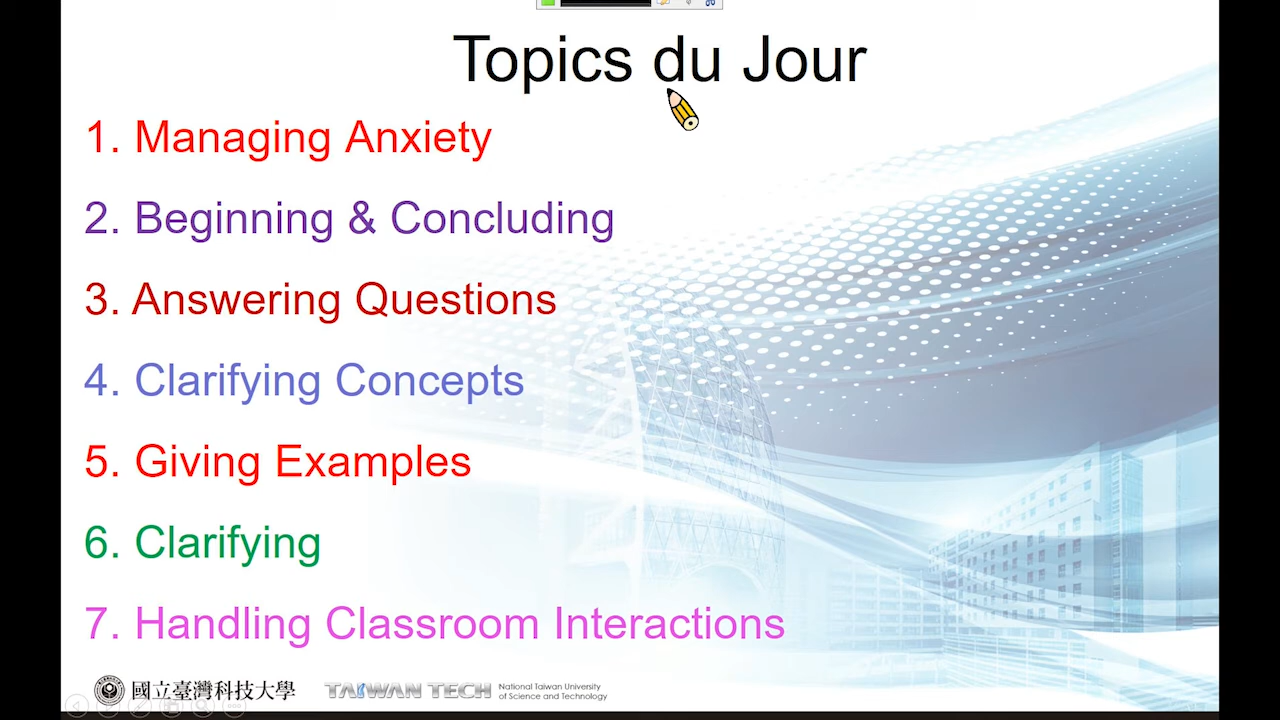 Topics du Jour
1. Managing Anxiety
2. Beginning & Concluding
3. Answering Questions
4. Clarifying Concepts
5. Giving Examples
6. Clarifying
7. Handling Classroom Interactions
國立臺灣科技大學
TAIWAN TECH
National Taiwan University
of Science and Technology